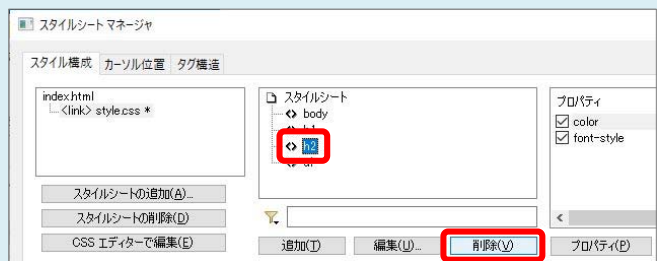 スタイルシート マネージャ
スタイル構成 カーソル位置 タグ構造
index.html
<link> style.css *
スタイルシートの追加(A)...
スタイルシートの削除(D)
CSS エディターで編集(E)
スタイルシート
body
h2
追加(T) 編集(U)... 削除(V)
プロパティ
color
font-style
プロパティ(P)